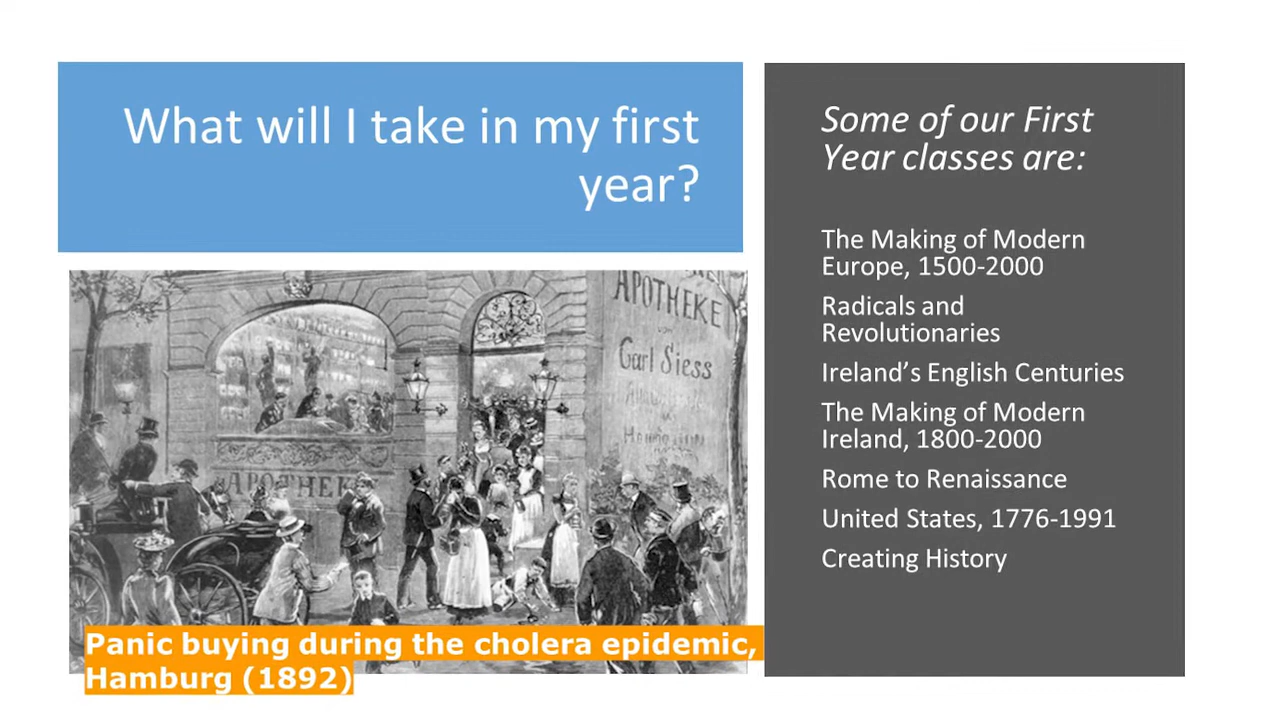 What will I take in my first
year?
APOTHEKE
Carl Siess
APOTHEKE
Panic buying during the cholera epidemic,
Hamburg (1892)
Some of our First
Year classes are:
The Making of Modern
Europe, 1500-2000
Radicals and
Revolutionaries
Ireland's English Centuries
The Making of Modern
Ireland, 1800-2000
Rome to Renaissance
United States, 1776-1991
Creating History